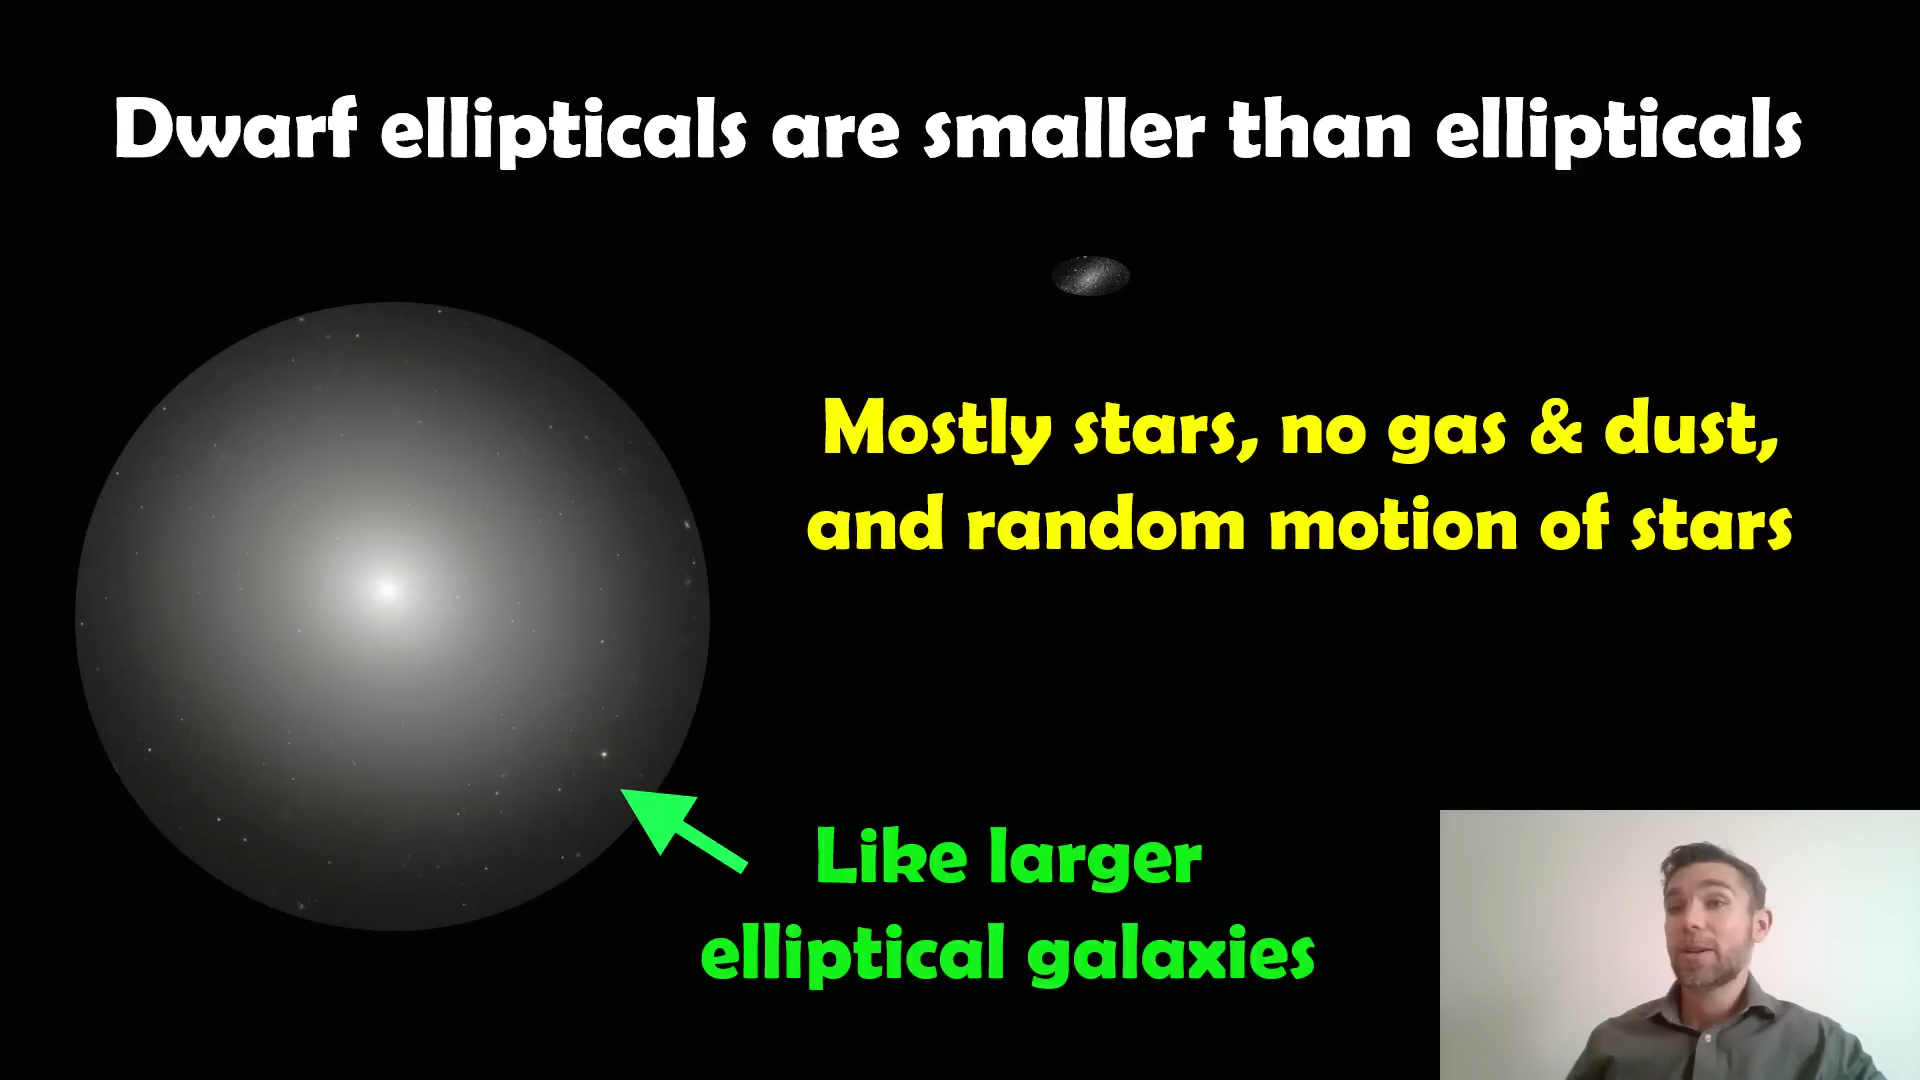 Dwarf ellipticals are smaller than ellipticals
Mostly stars, no gas & dust,
and random motion of stars
Like larger
elliptical galaxies